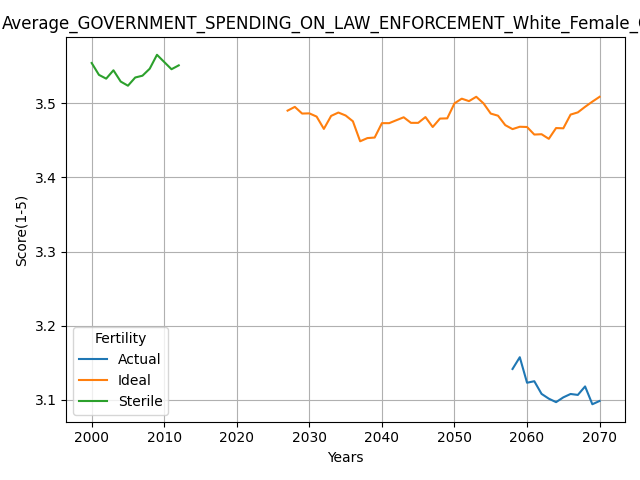 Average_GOVERNMENT_SPENDING_ON_LAW_ENFORCEMENT_White_Female_
Score(1-5)
3.5
3.4
3.3
3.2
3.1
Fertility
Actual
Ideal
Sterile
2000 2010 2020 2030 2040 2050 2060 2070
Years